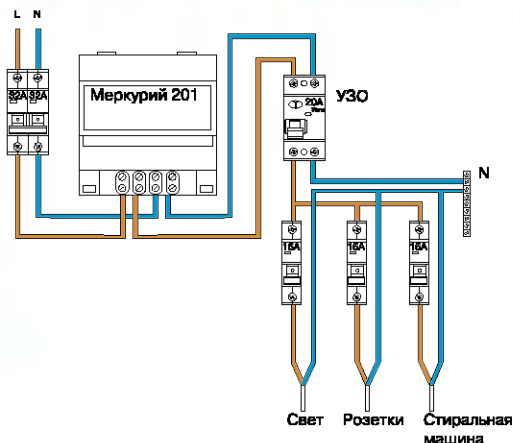 L N
32A 32A
Меркурий 201
20A
УЗО
N
16A 16A 16A
Свет Розетки Стиральная
машина